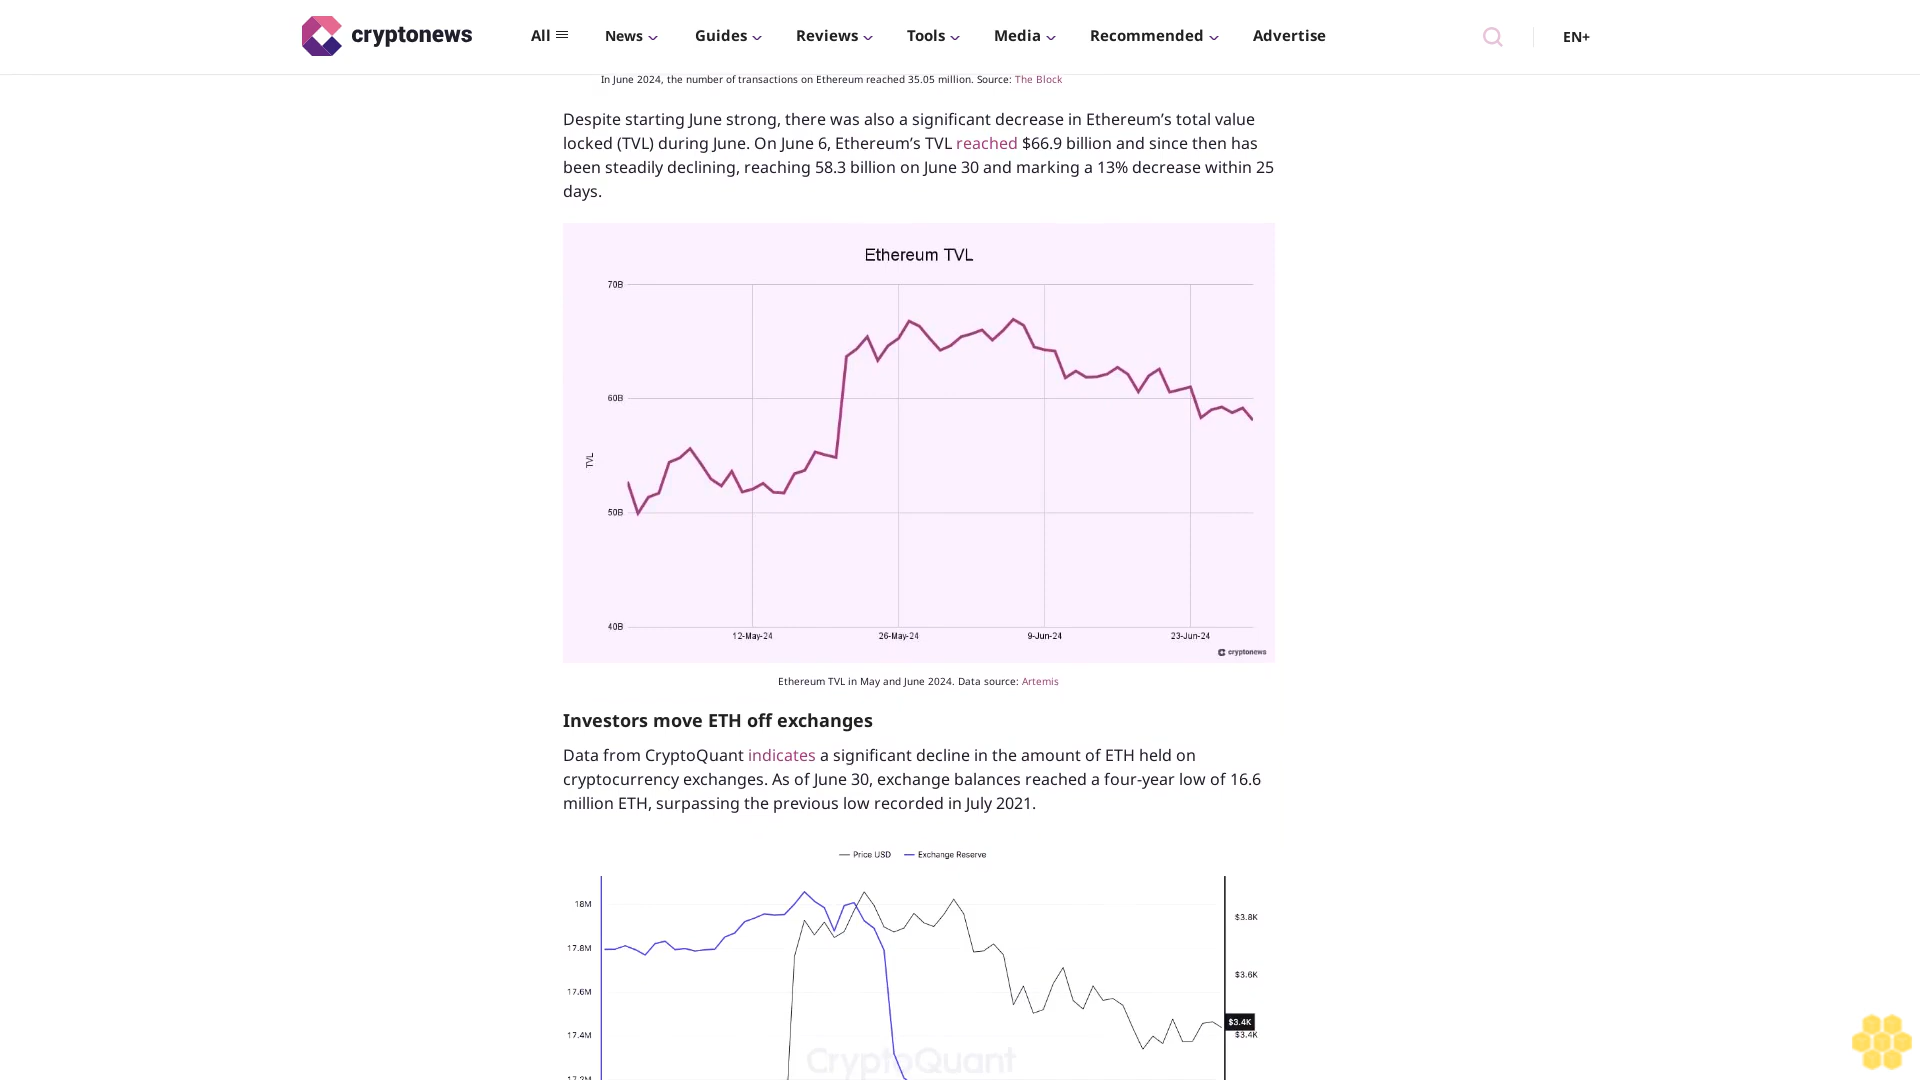 cryptonews
All
News
Guides
Reviews
Tools
Media
Recommended
Advertise
EN+
In June 2024, the number of transactions on Ethereum reached 35.05 million. Source: The Block
Despite starting June strong, there was also a significant decrease in Ethereum’s total value
locked (TVL) during June. On June 6, Ethereum’s TVL reached $66.9 billion and since then has
been steadily declining, reaching 58.3 billion on June 30 and marking a 13% decrease within 25
days.
Ethereum TVL
70B
60B
TVL
50B
40B
12-May-24
26-May-24
9-Jun-24
23-Jun-24
cryptonews
Ethereum TVL in May and June 2024. Data source: Artemis
Investors move ETH off exchanges
Data from CryptoQuant indicates a significant decline in the amount of ETH held on
cryptocurrency exchanges. As of June 30, exchange balances reached a four-year low of 16.6
million ETH, surpassing the previous low recorded in July 2021.
Price USD
Exchange Reserve
18M
$3.8K
17.8M
$3.6K
17.6M
$3.4K
17.4M
$3.4K
CryptoQuant
17.2M